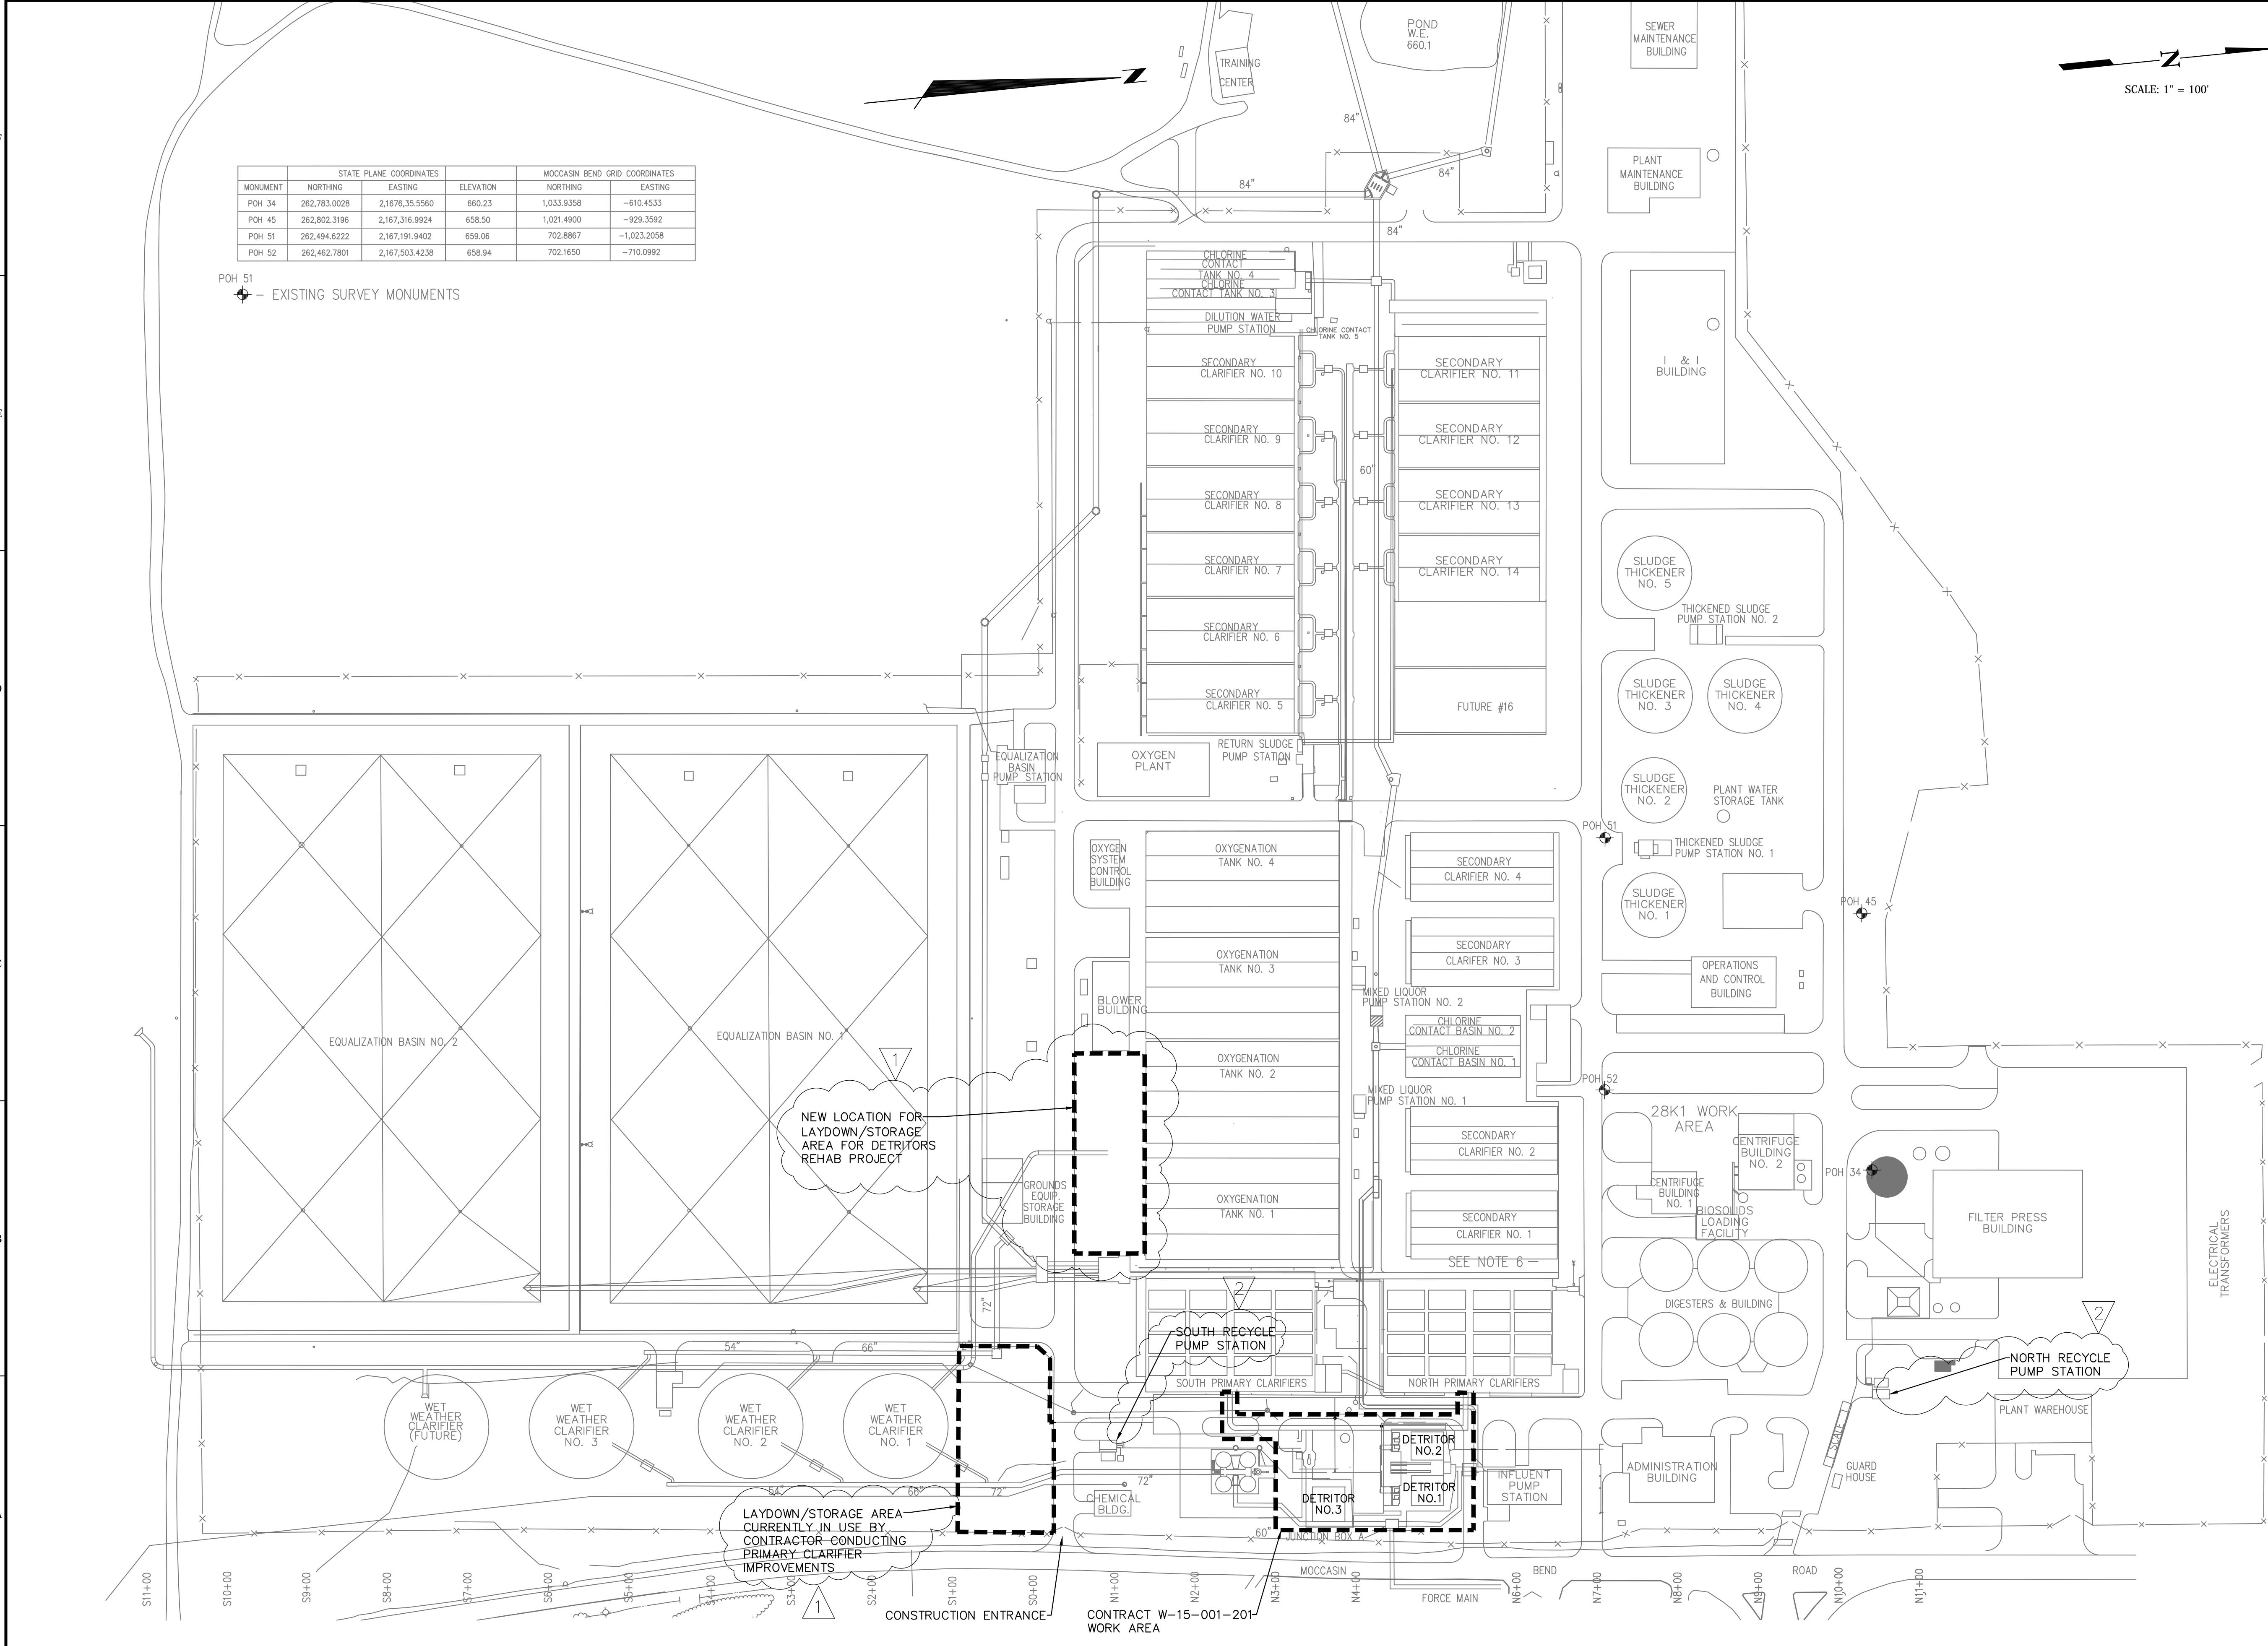 POND
W.E.
660.1
SEWER
MAINTENANCE
BUILDING
TRAINING
CENTER
N
N
SCALE: 1" = 100'
84"
84"
84"
84"
PLANT
MAINTENANCE
BUILDING
STATE PLANE COORDINATES MOCCASIN BEND GRID COORDINATES
MONUMENT NORTHING EASTING ELEVATION NORTHING EASTING
POH 34 262,783.0028 2,1676,35.5560 660.23 1,033.9358 -610.4533
POH 45 262,802.3196 2,167,316.9924 658.50 1,021.4900 -929.3592
POH 51 262,494.6222 2,167,191.9402 659.06 702.8867 -1,023.2058
POH 52 262,462.7801 2,167,503.4238 658.94 702.1650 -710.0992
POH 51
- EXISTING SURVEY MONUMENTS
CHLORINE
CONTACT
TANK NO. 4
CHLORINE
CONTACT TANK NO. 3
DILUTION WATER
PUMP STATION
CHLORINE CONTACT
TANK NO. 5
SECONDARY
CLARIFIER NO. 10
SECONDARY
CLARIFIER NO. 11
I & I
BUILDING
SECONDARY
CLARIFIER NO. 9
SECONDARY
CLARIFIER NO. 12
60"
SECONDARY
CLARIFIER NO. 8
SECONDARY
CLARIFIER NO. 13
SECONDARY
CLARIFIER NO. 7
SECONDARY
CLARIFIER NO. 14
SLUDGE
THICKENER
NO. 5
THICKENED SLUDGE
PUMP STATION NO. 2
SECONDARY
CLARIFIER NO. 6
SECONDARY
CLARIFIER NO. 5
FUTURE #16
SLUDGE
THICKENER
NO. 3
SLUDGE
THICKENER
NO. 4
EQUALIZATION
BASIN
PUMP STATION
OXYGEN
PLANT
RETURN SLUDGE
PUMP STATION
SLUDGE
THICKENER
NO. 2
PLANT WATER
STORAGE TANK
POH 51
THICKENED SLUDGE
PUMP STATION NO. 1
OXYGEN
SYSTEM
CONTROL
BUILDING
OXYGENATION
TANK NO. 4
SECONDARY
CLARIFIER NO. 4
SLUDGE
THICKENER
NO. 1
POH 45
OXYGENATION
TANK NO. 3
SECONDARY
CLARIFER NO. 3
OPERATIONS
AND CONTROL
BUILDING
BLOWER
BUILDING
MIXED LIQUOR
PUMP STATION NO. 2
CHLORINE
CONTACT BASIN NO. 2
CHLORINE
CONTACT BASIN NO. 1
EQUALIZATION BASIN NO. 2
EQUALIZATION BASIN NO. 1
1
OXYGENATION
TANK NO. 2
MIXED LIQUOR
PUMP STATION NO. 1
POH 52
28K1 WORK
AREA
NEW LOCATION FOR
LAYDOWN/STORAGE
AREA FOR DETRITORS
REHAB PROJECT
SECONDARY
CLARIFIER NO. 2
CENTRIFUGE
BUILDING
NO. 2
POH 34
CENTRIFUGE
BUILDING
NO. 1
BIOSOLIDS
LOADING
FACILITY
GROUNDS
EQUIP.
STORAGE
BUILDING
OXYGENATION
TANK NO. 1
SECONDARY
CLARIFIER NO. 1
SEE NOTE 6
FILTER PRESS
BUILDING
ELECTRICAL
TRANSFORMERS
72"
2
SOUTH RECYCLE
PUMP STATION
DIGESTERS & BUILDING
2
NORTH RECYCLE
PUMP STATION
54"
66"
SOUTH PRIMARY CLARIFIERS
NORTH PRIMARY CLARIFIERS
WET
WEATHER
CLARIFIER
(FUTURE)
WET
WEATHER
CLARIFIER
NO. 3
WET
WEATHER
CLARIFIER
NO. 2
WET
WEATHER
CLARIFIER
NO. 1
PLANT WAREHOUSE
SCALE
GUARD
HOUSE
DETRITOR
NO.2
DETRITOR
NO.1
DETRITOR
NO.3
INFLUENT
PUMP
STATION
ADMINISTRATION
BUILDING
54"
66"
72"
72"
CHEMICAL
BLDG.
LAYDOWN/STORAGE AREA
CURRENTLY IN USE BY
CONTRACTOR CONDUCTING
PRIMARY CLARIFIER
IMPROVEMENTS
1
60"
JUNCTION BOX A
MOCCASIN
BEND
ROAD
FORCE MAIN
S11+00
S10+00
S9+00
S8+00
S7+00
S6+00
S5+00
S4+00
S3+00
S2+00
S1+00
S0+00
N1+00
N2+00
N3+00
N4+00
N6+00
N7+00
N8+00
N9+00
N10+00
N11+00
CONSTRUCTION ENTRANCE
CONTRACT W-15-001-201
WORK AREA